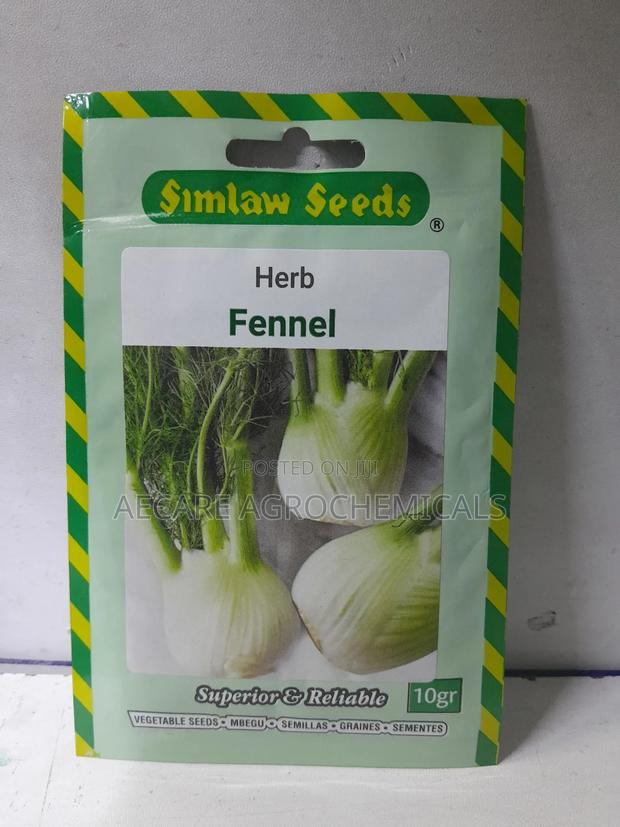 Simlaw Seeds
®
Herb
Fennel
POSTED ON JIJI
AECARE AGROCHEMICALS
Superior & Reliable
10gr
VEGETABLE SEEDS • MBEGU • SEMILLAS • GRAINES • SEMENTES